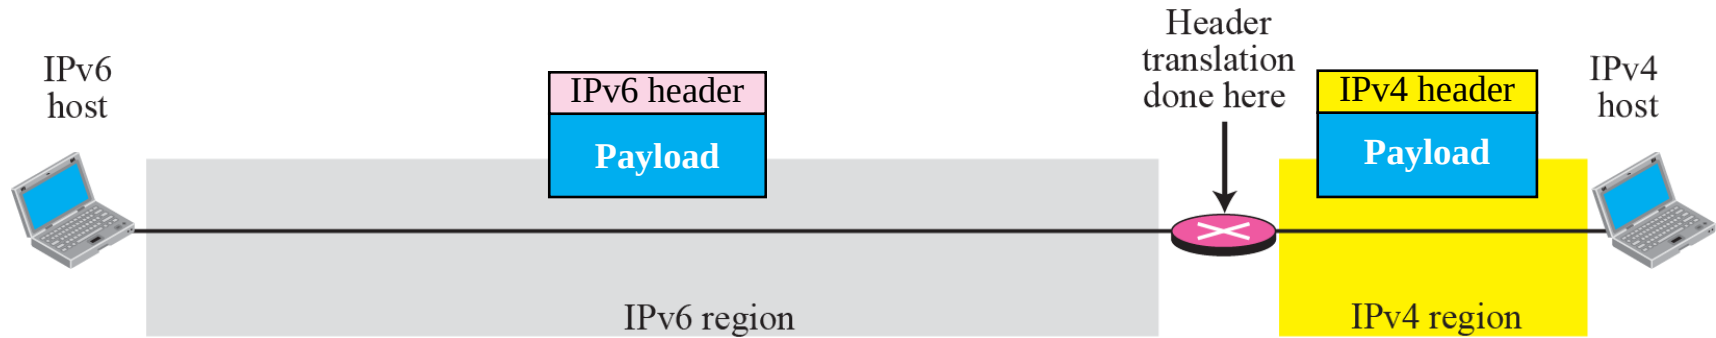 IPv6
host
IPv6 header
Payload
Header
translation
done here
IPv4 header
Payload
IPv4
host
IPv6 region
IPv4 region